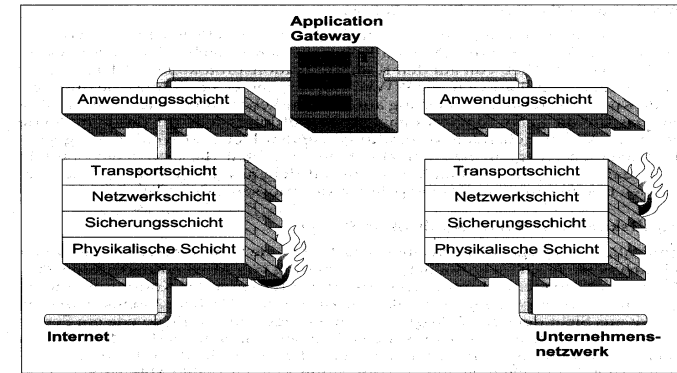 Application
Gateway
Anwendungsschicht
Transportschicht
Netzwerkschicht
Sicherungsschicht
Physikalische Schicht
Internet
Anwendungsschicht
Transportschicht
Netzwerkschicht
Sicherungsschicht
Physikalische Schicht
Unternehmens-
netzwerk